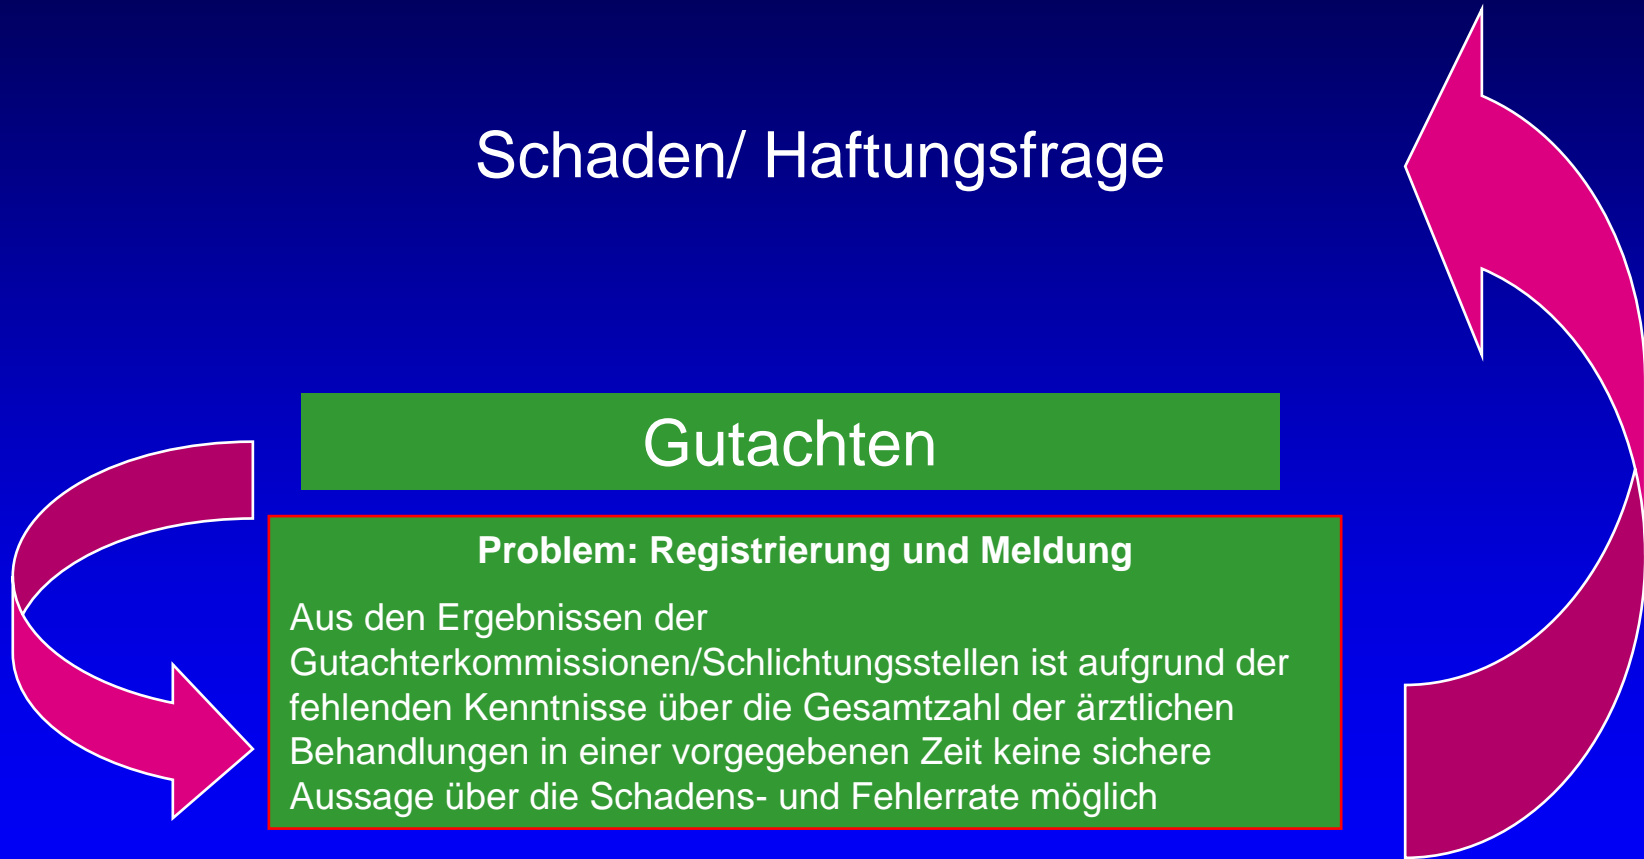 Schaden/ Haftungsfrage
Gutachten
Problem: Registrierung und Meldung
Aus den Ergebnissen der
Gutachterkommissionen/Schlichtungsstellen ist aufgrund der
fehlenden Kenntnisse über die Gesamtzahl der ärztlichen
Behandlungen in einer vorgegebenen Zeit keine sichere
Aussage über die Schadens- und Fehlerrate möglich